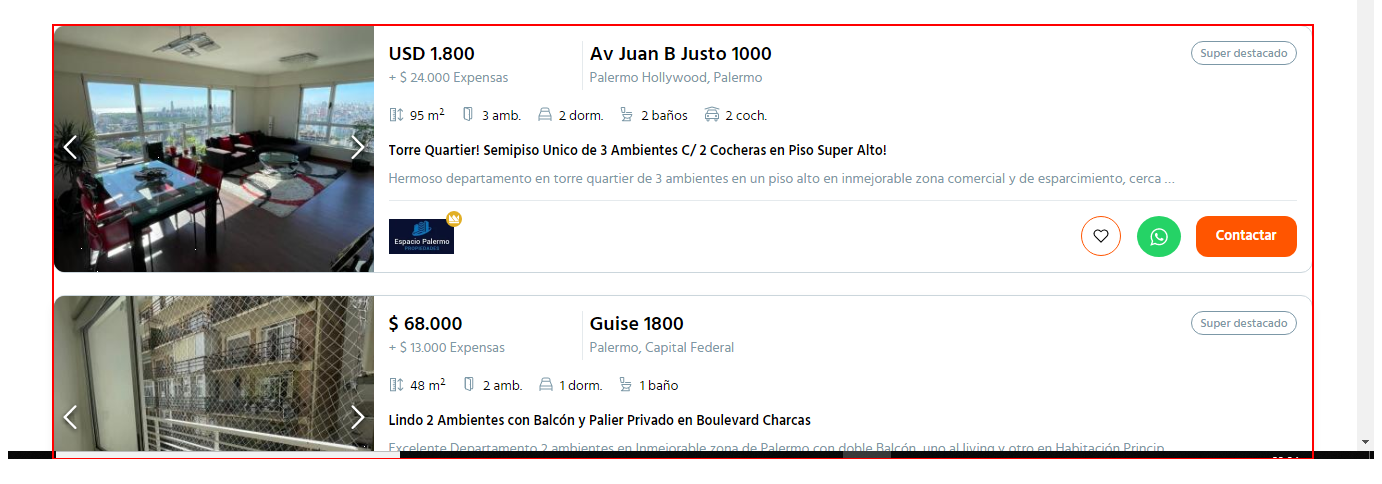 USD 1.800
+ $ 24.000 Expensas
Av Juan B Justo 1000
Palermo Hollywood, Palermo
Super destacado
95 m² 3 amb. 2 dorm. 2 baños 2 coch.
Torre Quartier! Semipiso Unico de 3 Ambientes C/ 2 Cocheras en Piso Super Alto!
Hermoso departamento en torre quartier de 3 ambientes en un piso alto en inmejorable zona comercial y de esparcimiento, cerca ...
Espacio Palermo
PROPIEDADES
Contactar
$ 68.000
+ $ 13.000 Expensas
Guise 1800
Palermo, Capital Federal
Super destacado
48 m² 2 amb. 1 dorm. 1 baño
Lindo 2 Ambientes con Balcón y Palier Privado en Boulevard Charcas
Excelente Departamento 2 ambientes en Inmejorable zona de Palermo con doble Balcón, uno al living y otro en Habitación Princip